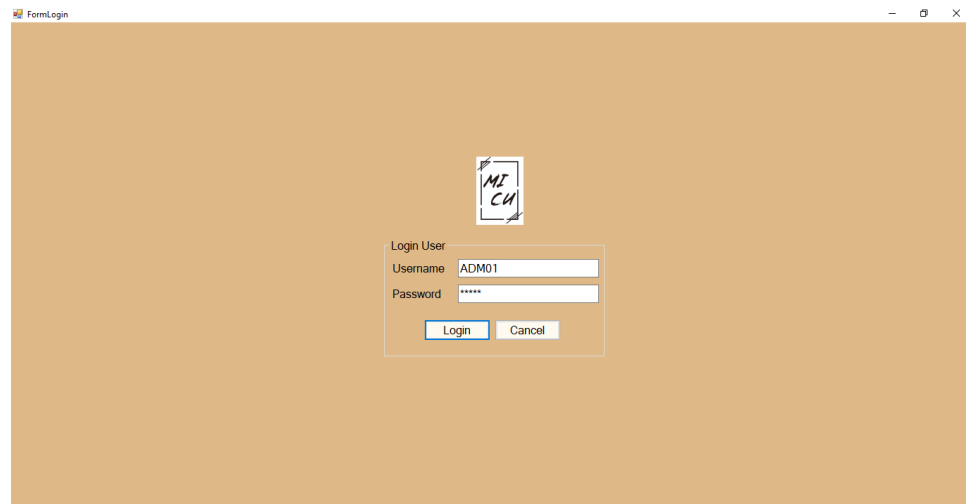 FormLogin
MI
CU
Login User
Username ADM01
Password *****
Login Cancel